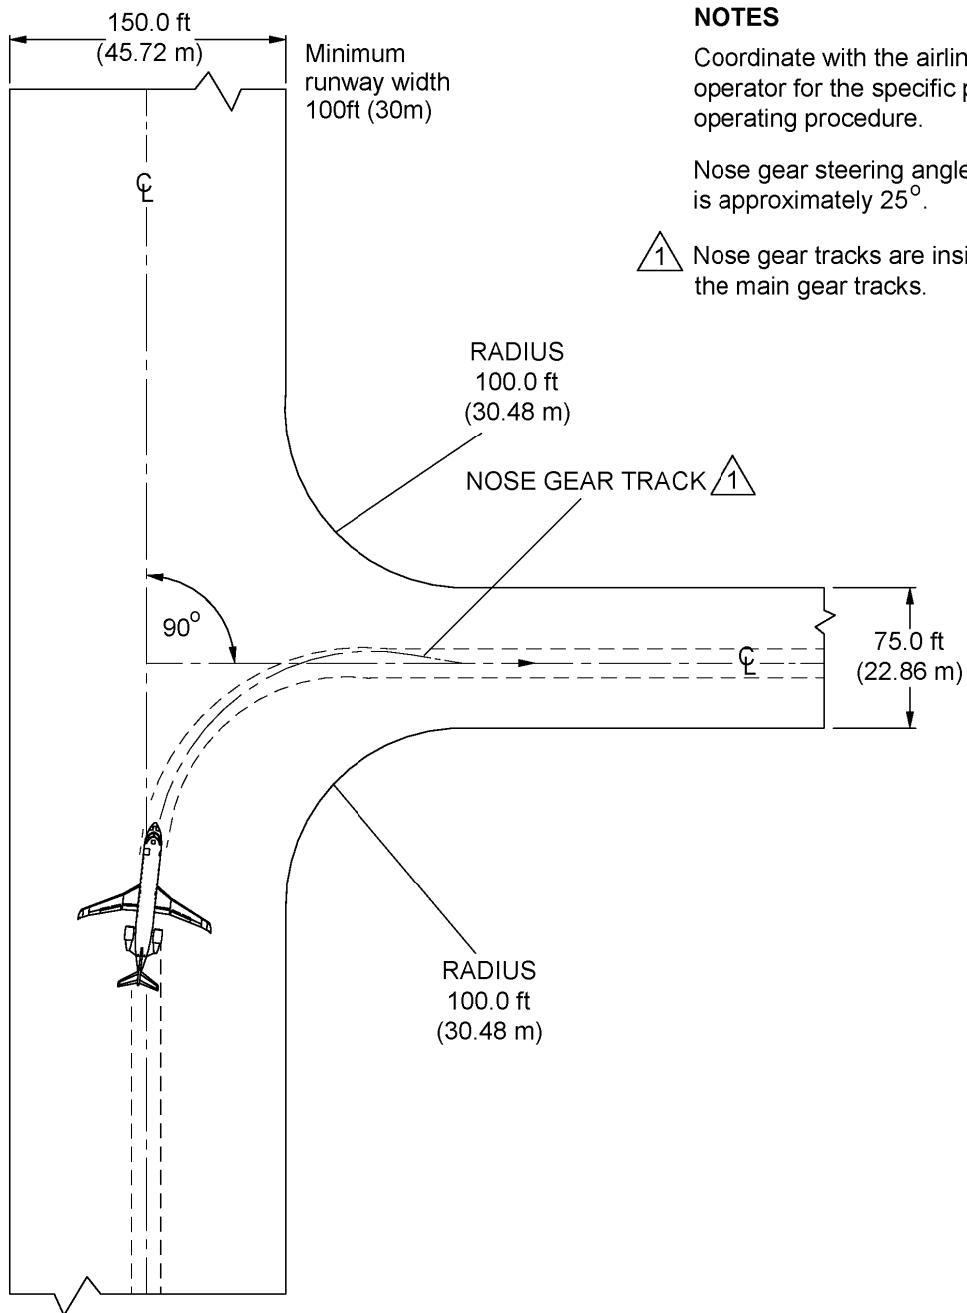 150.0 ft
(45.72 m)
Minimum
runway width
100ft (30m)
NOTES
Coordinate with the airlin
operator for the specific p
operating procedure.
Nose gear steering angle
is approximately 25°.
1 Nose gear tracks are insi
the main gear tracks.
℄
RADIUS
100.0 ft
(30.48 m)
NOSE GEAR TRACK 1
90°
℄
75.0 ft
(22.86 m)
RADIUS
100.0 ft
(30.48 m)